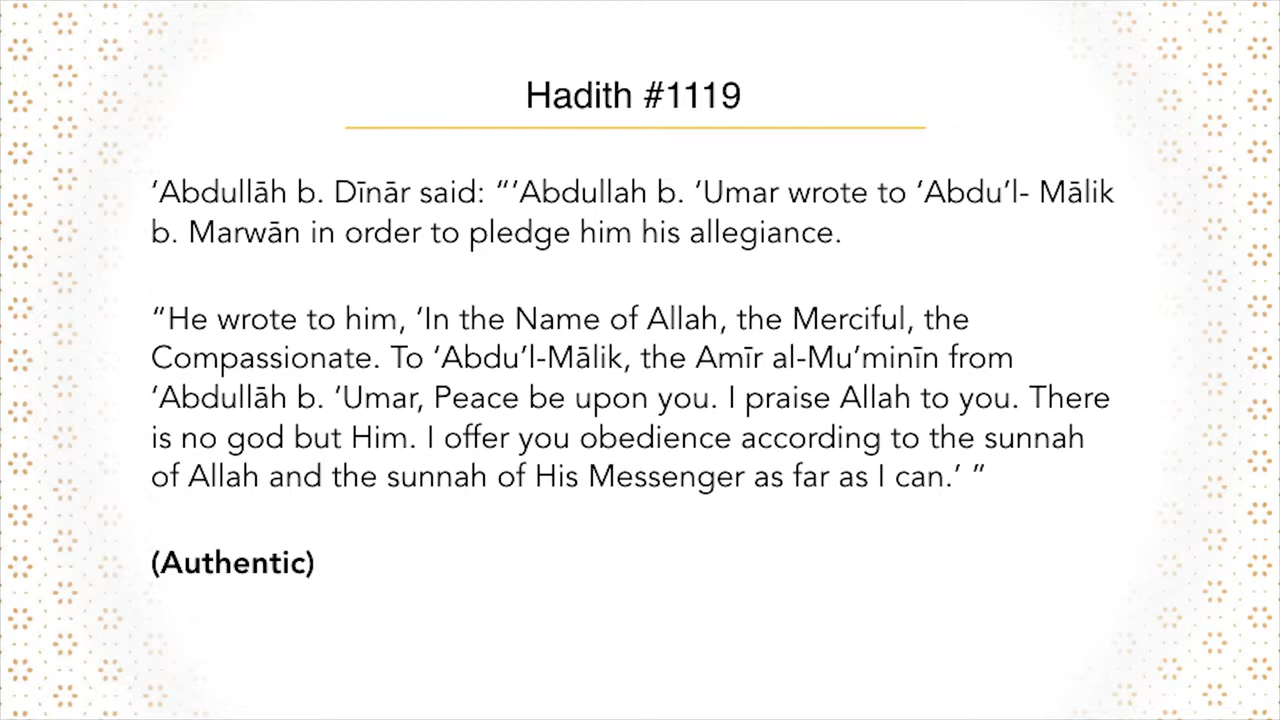 Hadith #1119
‘Abdullāh b. Dīnār said: “‘Abdullah b. ‘Umar wrote to ‘Abdu’l- Mālik
b. Marwān in order to pledge him his allegiance.
“He wrote to him, ‘In the Name of Allah, the Merciful, the
Compassionate. To ‘Abdu’l-Mālik, the Amīr al-Mu’minīn from
‘Abdullāh b. ‘Umar, Peace be upon you. I praise Allah to you. There
is no god but Him. I offer you obedience according to the sunnah
of Allah and the sunnah of His Messenger as far as I can.’ ”
(Authentic)